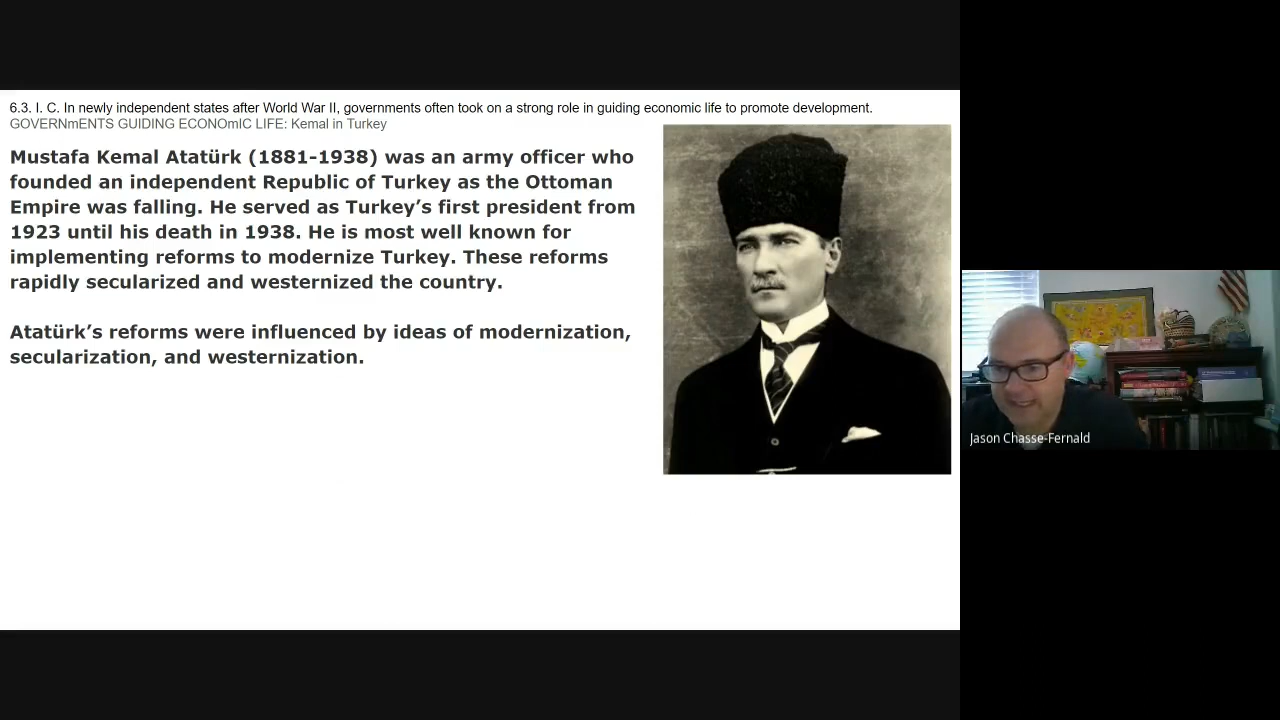 6.3. I. C. In newly independent states after World War II, governments often took on a strong role in guiding economic life to promote development.
GOVERNmENTS GUIDING ECONOmIC LIFE: Kemal in Turkey
Mustafa Kemal Atatürk (1881-1938) was an army officer who
founded an independent Republic of Turkey as the Ottoman
Empire was falling. He served as Turkey’s first president from
1923 until his death in 1938. He is most well known for
implementing reforms to modernize Turkey. These reforms
rapidly secularized and westernized the country.
Atatürk’s reforms were influenced by ideas of modernization,
secularization, and westernization.
Jason Chasse-Fernald